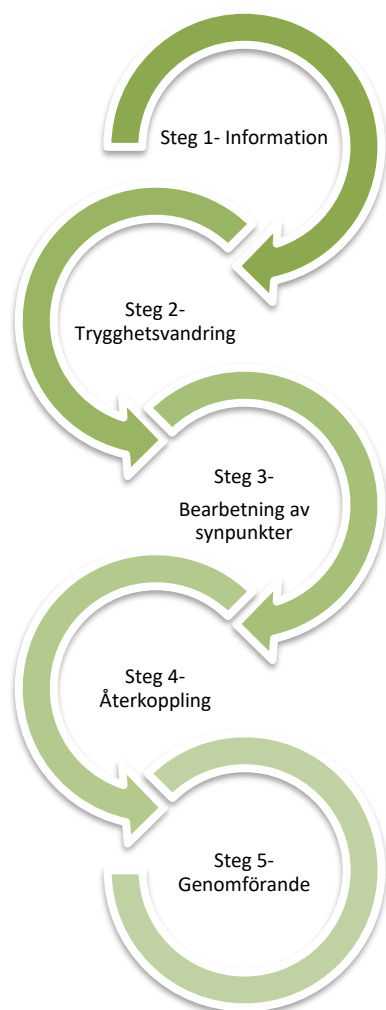 Steg 1- Information
Steg 2-
Trygghetsvandring
Steg 3-
Bearbetning av
synpunkter
Steg 4-
Återkoppling
Steg 5-
Genomförande